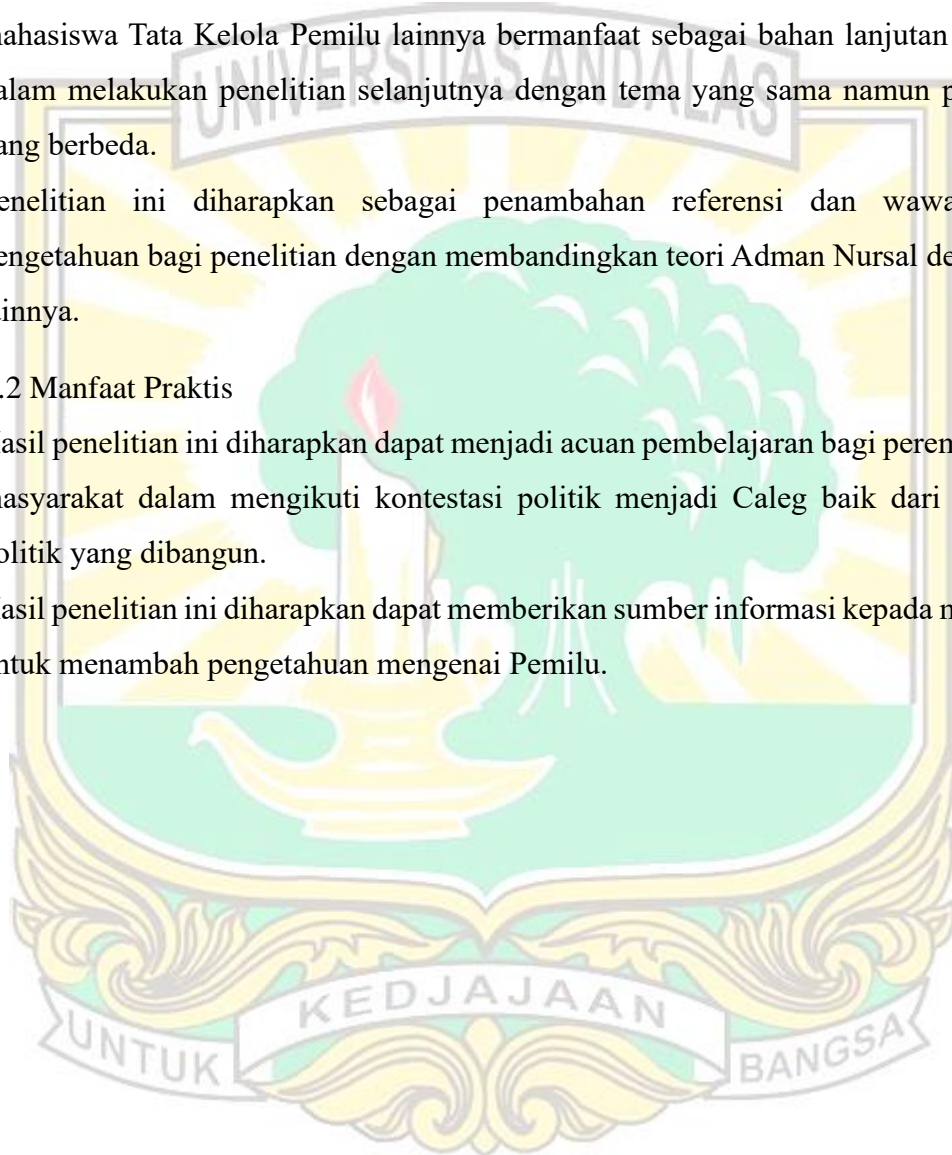 ahasiswa Tata Kelola Pemilu lainnya bermanfaat sebagai bahan lanjutan
alam melakukan penelitian selanjutnya dengan tema yang sama namun p
ang berbeda.
enelitian ini diharapkan sebagai penambahan referensi dan wawa
engetahuan bagi penelitian dengan membandingkan teori Adman Nursal de
innya.
.2 Manfaat Praktis
asil penelitian ini diharapkan dapat menjadi acuan pembelajaran bagi peren
asyarakat dalam mengikuti kontestasi politik menjadi Caleg baik dari
olitik yang dibangun.
asil penelitian ini diharapkan dapat memberikan sumber informasi kepada m
ntuk menambah pengetahuan mengenai Pemilu.
UNIVERSITAS ANDALAS
UNTUK KEDJAJAAN BANGSA